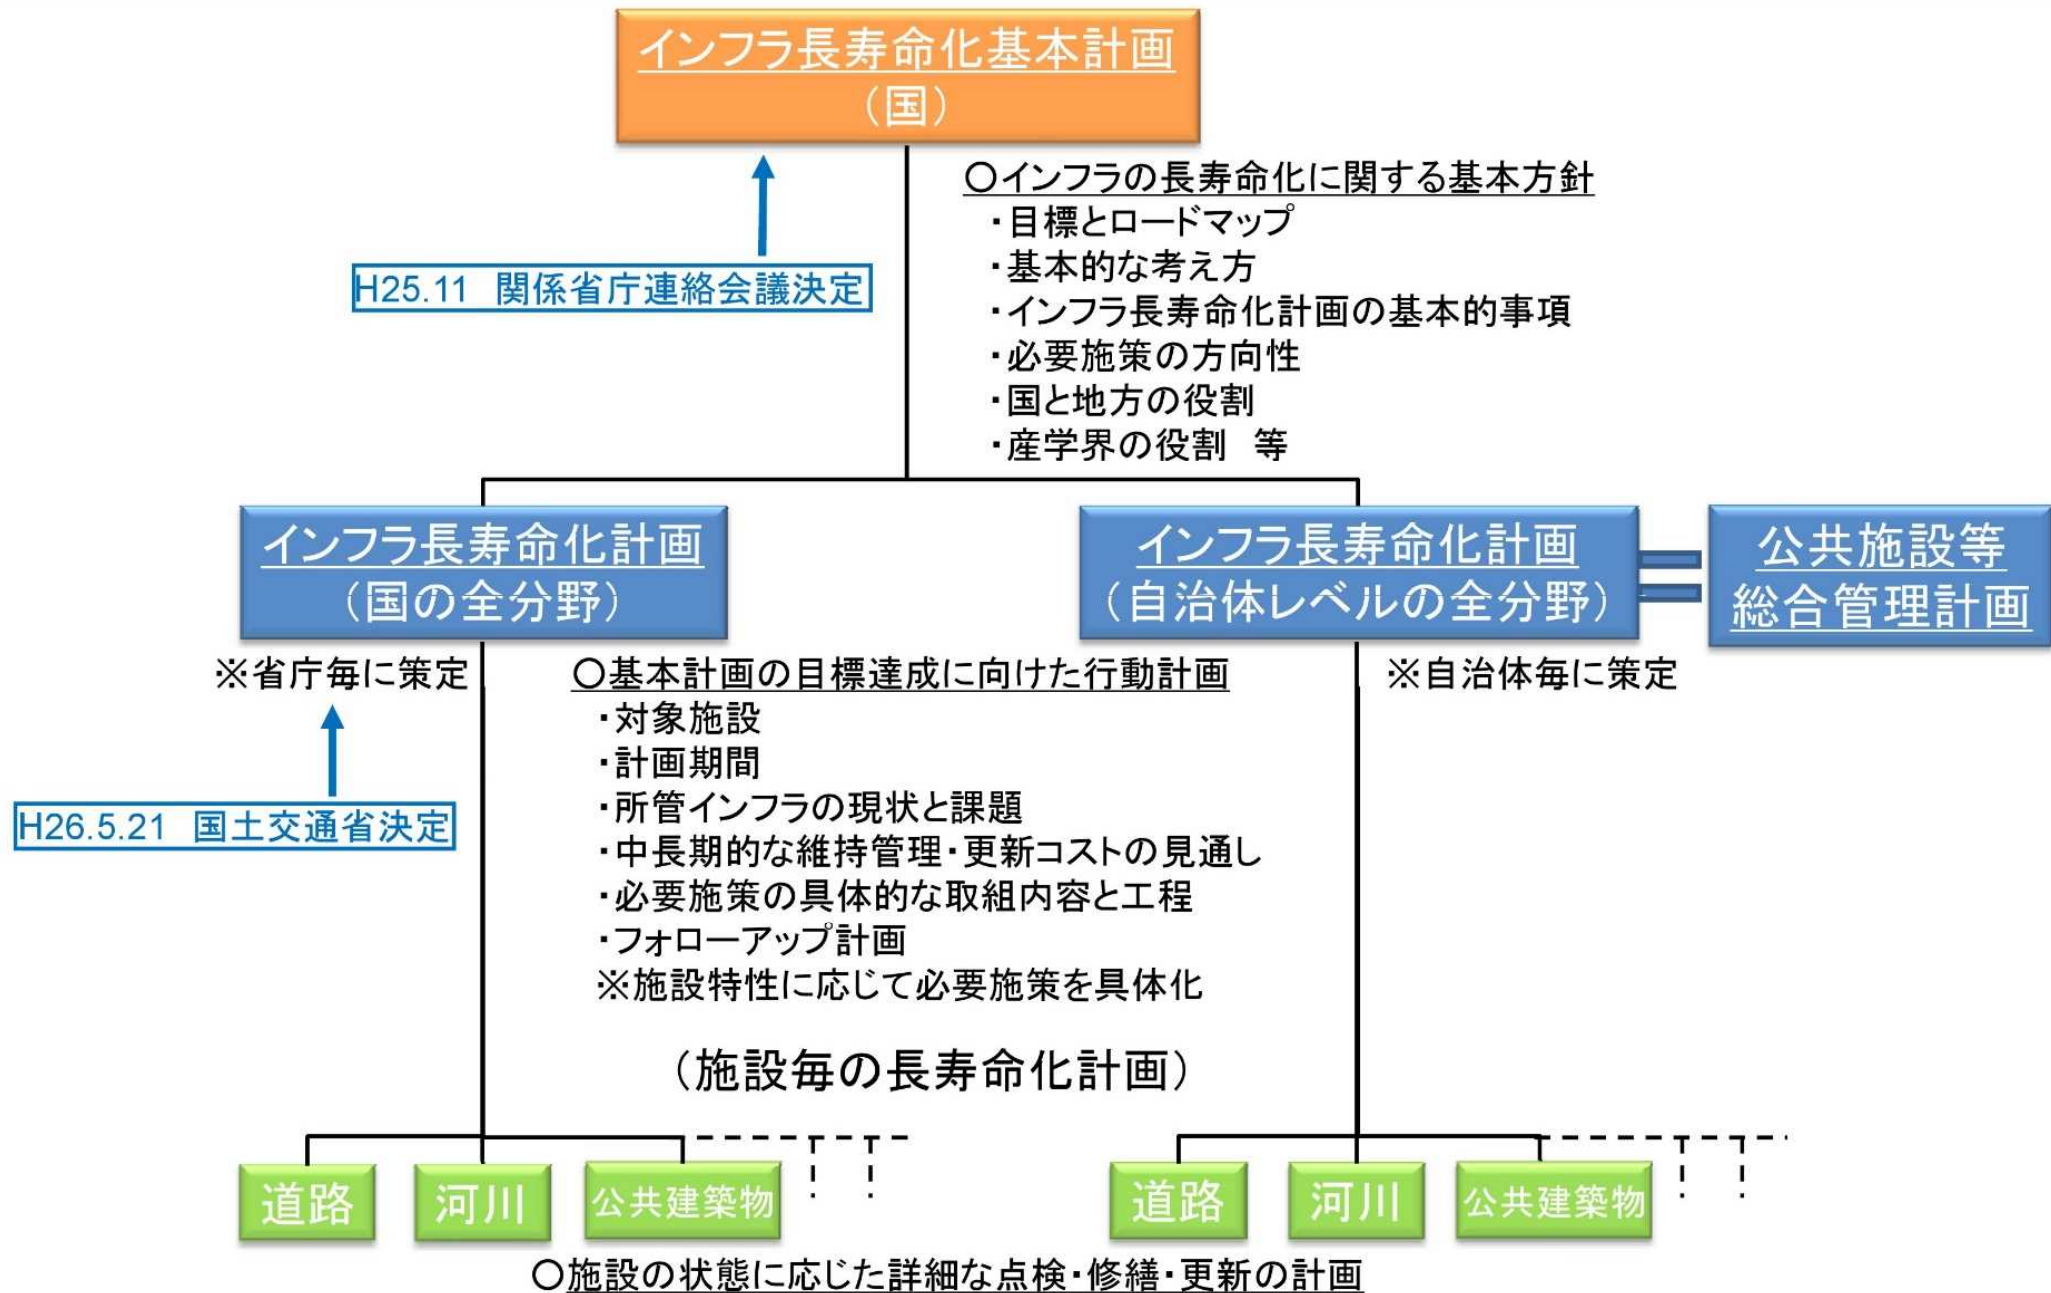 インフラ長寿命化基本計画
（国）
○インフラの長寿命化に関する基本方針
・目標とロードマップ
・基本的な考え方
・インフラ長寿命化計画の基本的事項
・必要施策の方向性
・国と地方の役割
・産学界の役割　等
H25.11　関係省庁連絡会議決定
インフラ長寿命化計画
（国の全分野）
インフラ長寿命化計画
（自治体レベルの全分野）
公共施設等
総合管理計画
※省庁毎に策定
H26.5.21　国土交通省決定
○基本計画の目標達成に向けた行動計画
・対象施設
・計画期間
・所管インフラの現状と課題
・中長期的な維持管理・更新コストの見通し
・必要施策の具体的な取組内容と工程
・フォローアップ計画
※施設特性に応じて必要施策を具体化
※自治体毎に策定
（施設毎の長寿命化計画）
道路
河川
公共建築物
道路
河川
公共建築物
○施設の状態に応じた詳細な点検・修繕・更新の計画